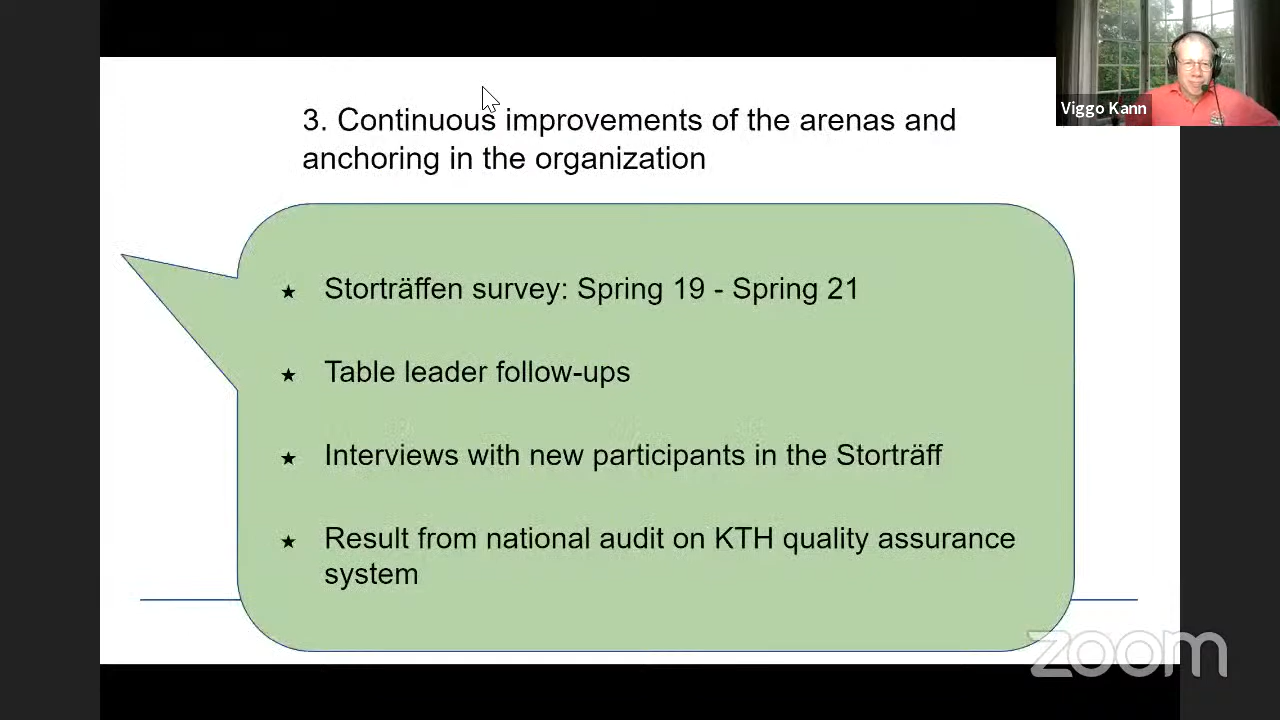 Viggo Kann
3. Continuous improvements of the arenas and
anchoring in the organization
★ Storträffen survey: Spring 19 - Spring 21
★ Table leader follow-ups
★ Interviews with new participants in the Storträff
★ Result from national audit on KTH quality assurance
system
zoom